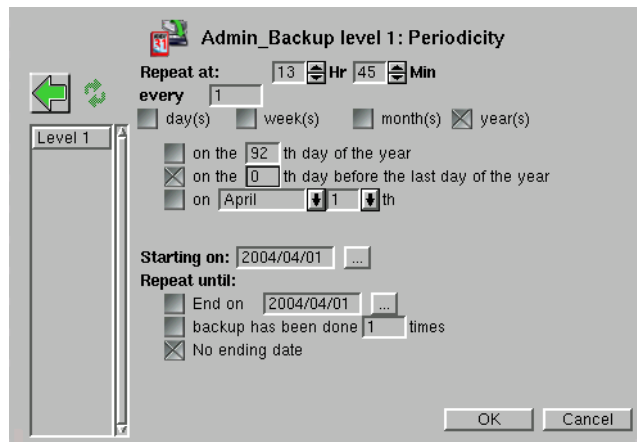 31
Admin_Backup level 1: Periodicity
Repeat at: 13 Hr 45 Min
every 1
day(s) week(s) month(s) year(s)
Level 1
on the 92 th day of the year
on the 0 th day before the last day of the year
on April 1 th
Starting on: 2004/04/01 ...
Repeat until:
End on 2004/04/01 ...
backup has been done 1 times
No ending date
OK Cancel